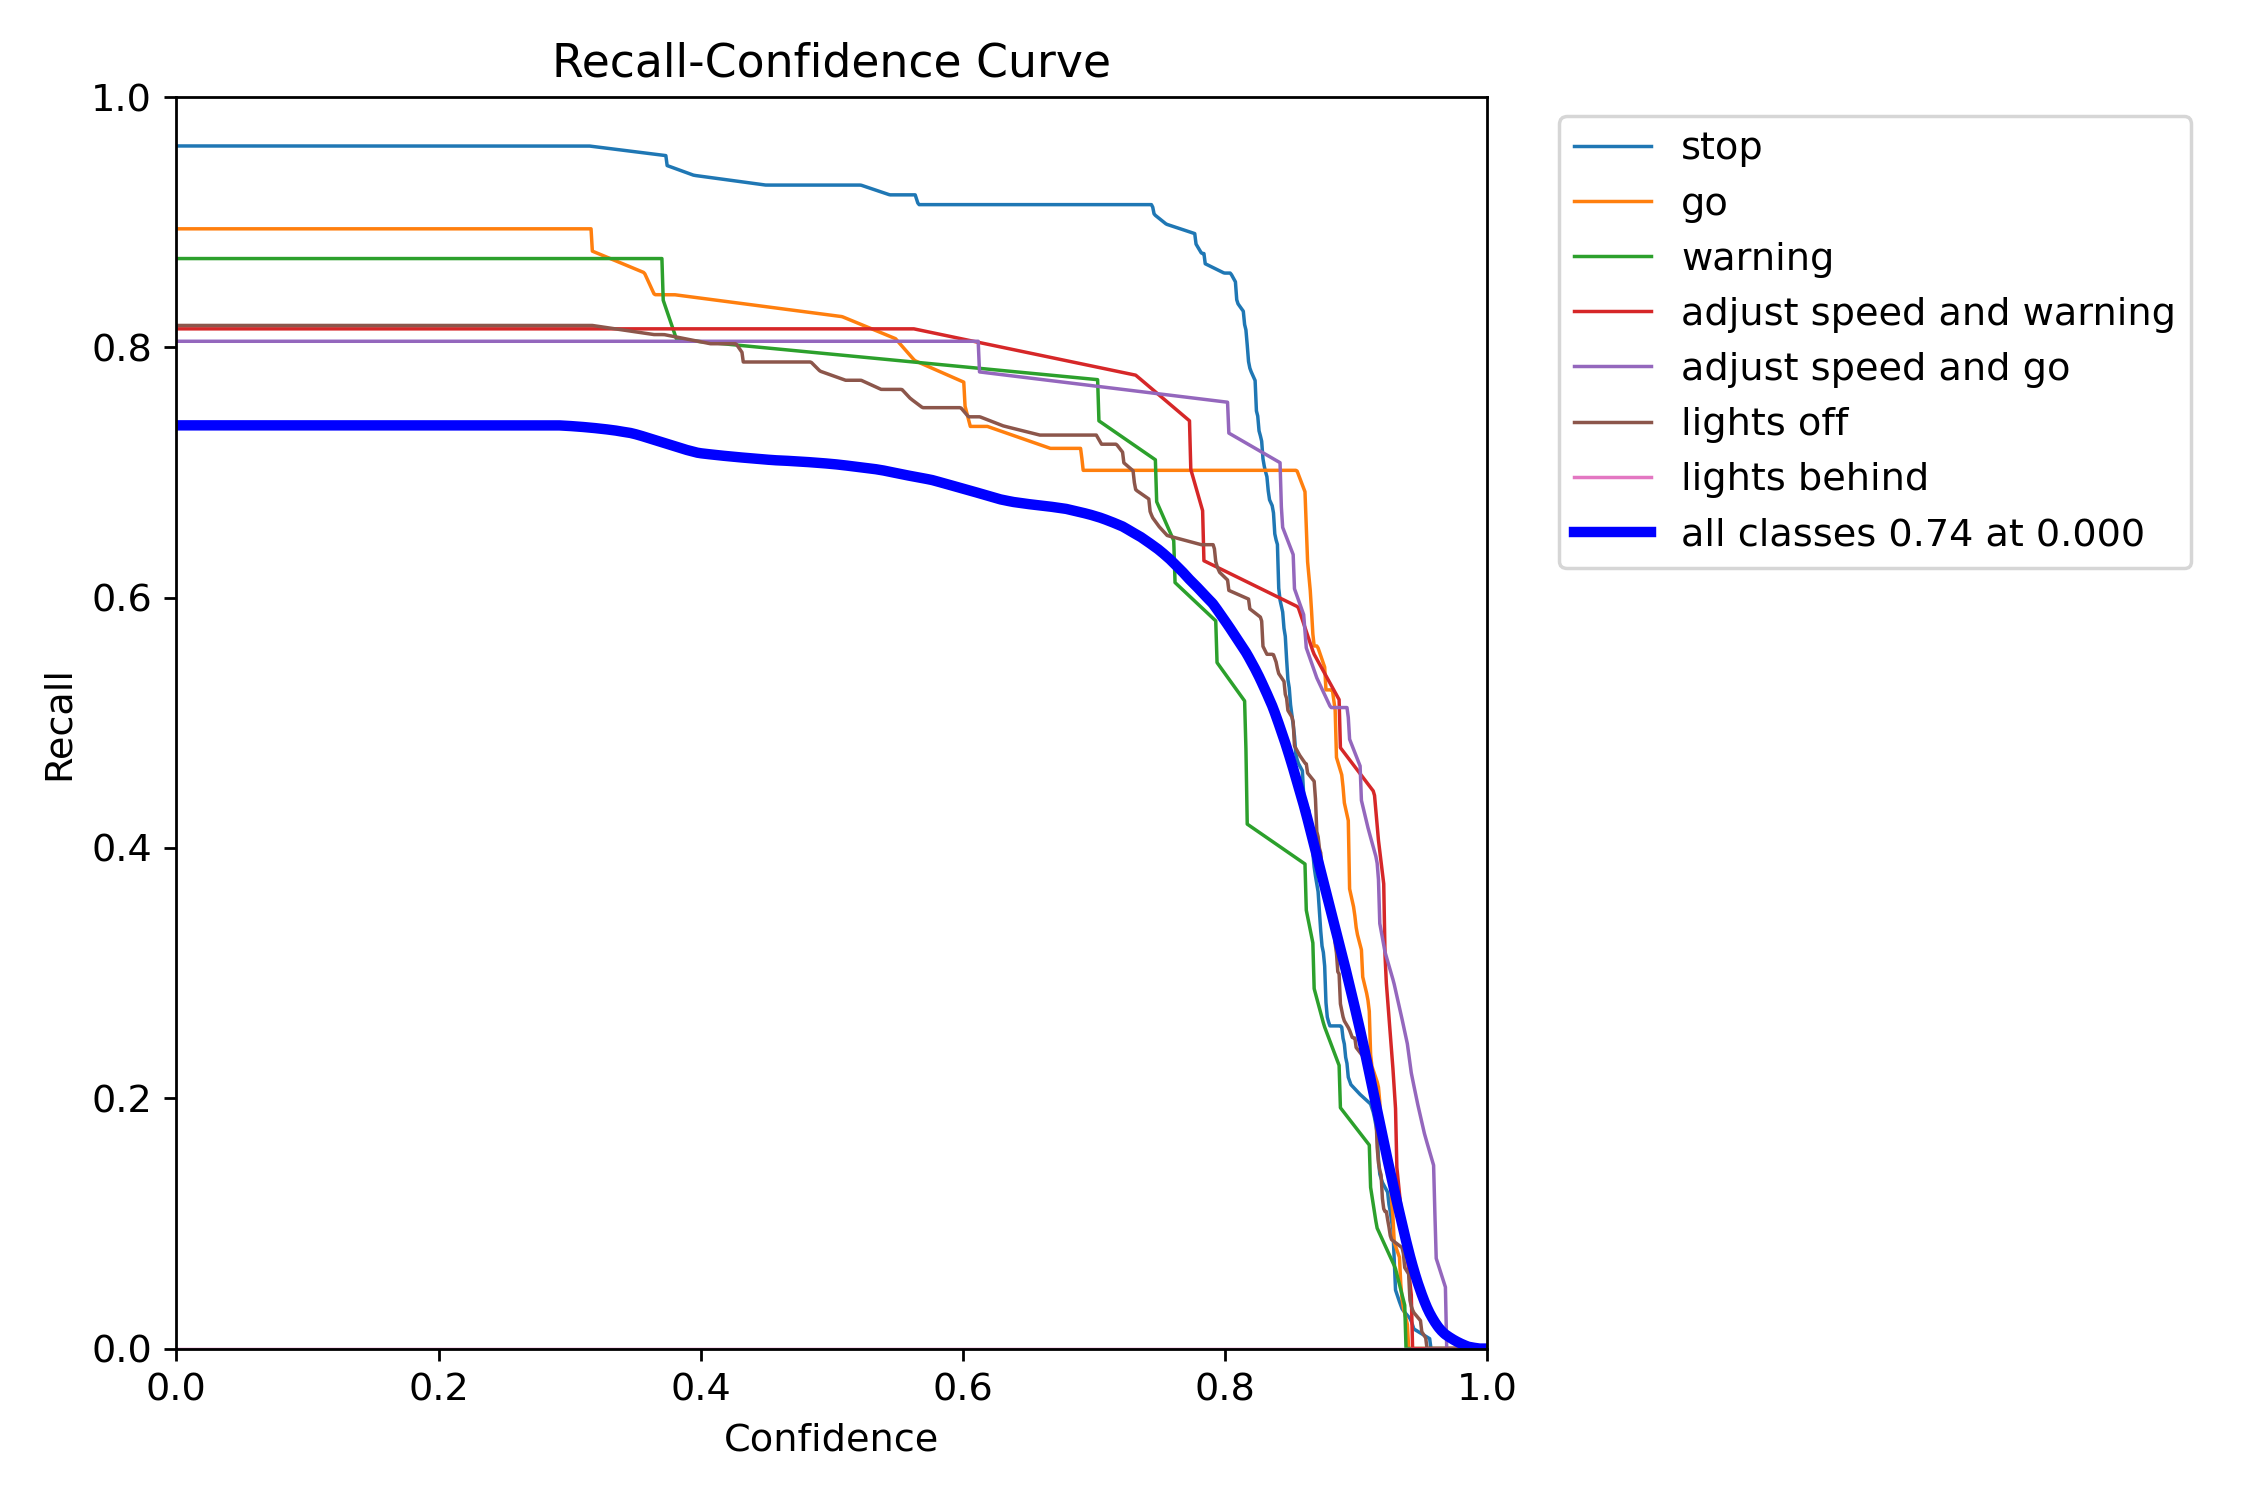 Recall-Confidence Curve
1.0
0.8
0.6
0.4
0.2
0.0
Recall
0.0 0.2 0.4 0.6 0.8 1.0
Confidence
stop
go
warning
adjust speed and warning
adjust speed and go
lights off
lights behind
all classes 0.74 at 0.000